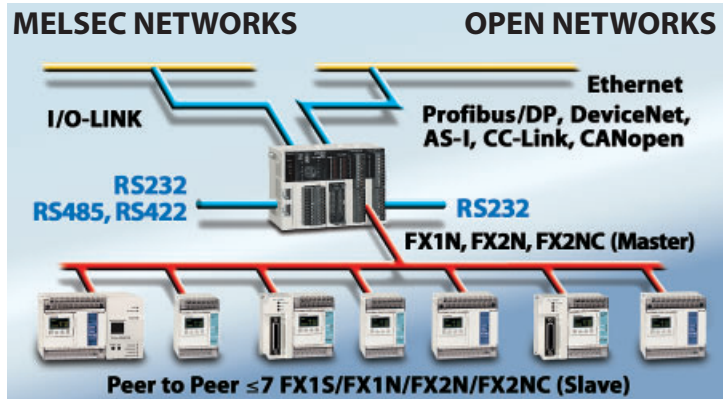 MELSEC NETWORKS
OPEN NETWORKS
Ethernet
I/O-LINK
Profibus/DP, DeviceNet,
AS-I, CC-Link, CANopen
RS232
RS485, RS422
RS232
FX1N, FX2N, FX2NC (Master)
Peer to Peer ≤7 FX1S/FX1N/FX2N/FX2NC (Slave)